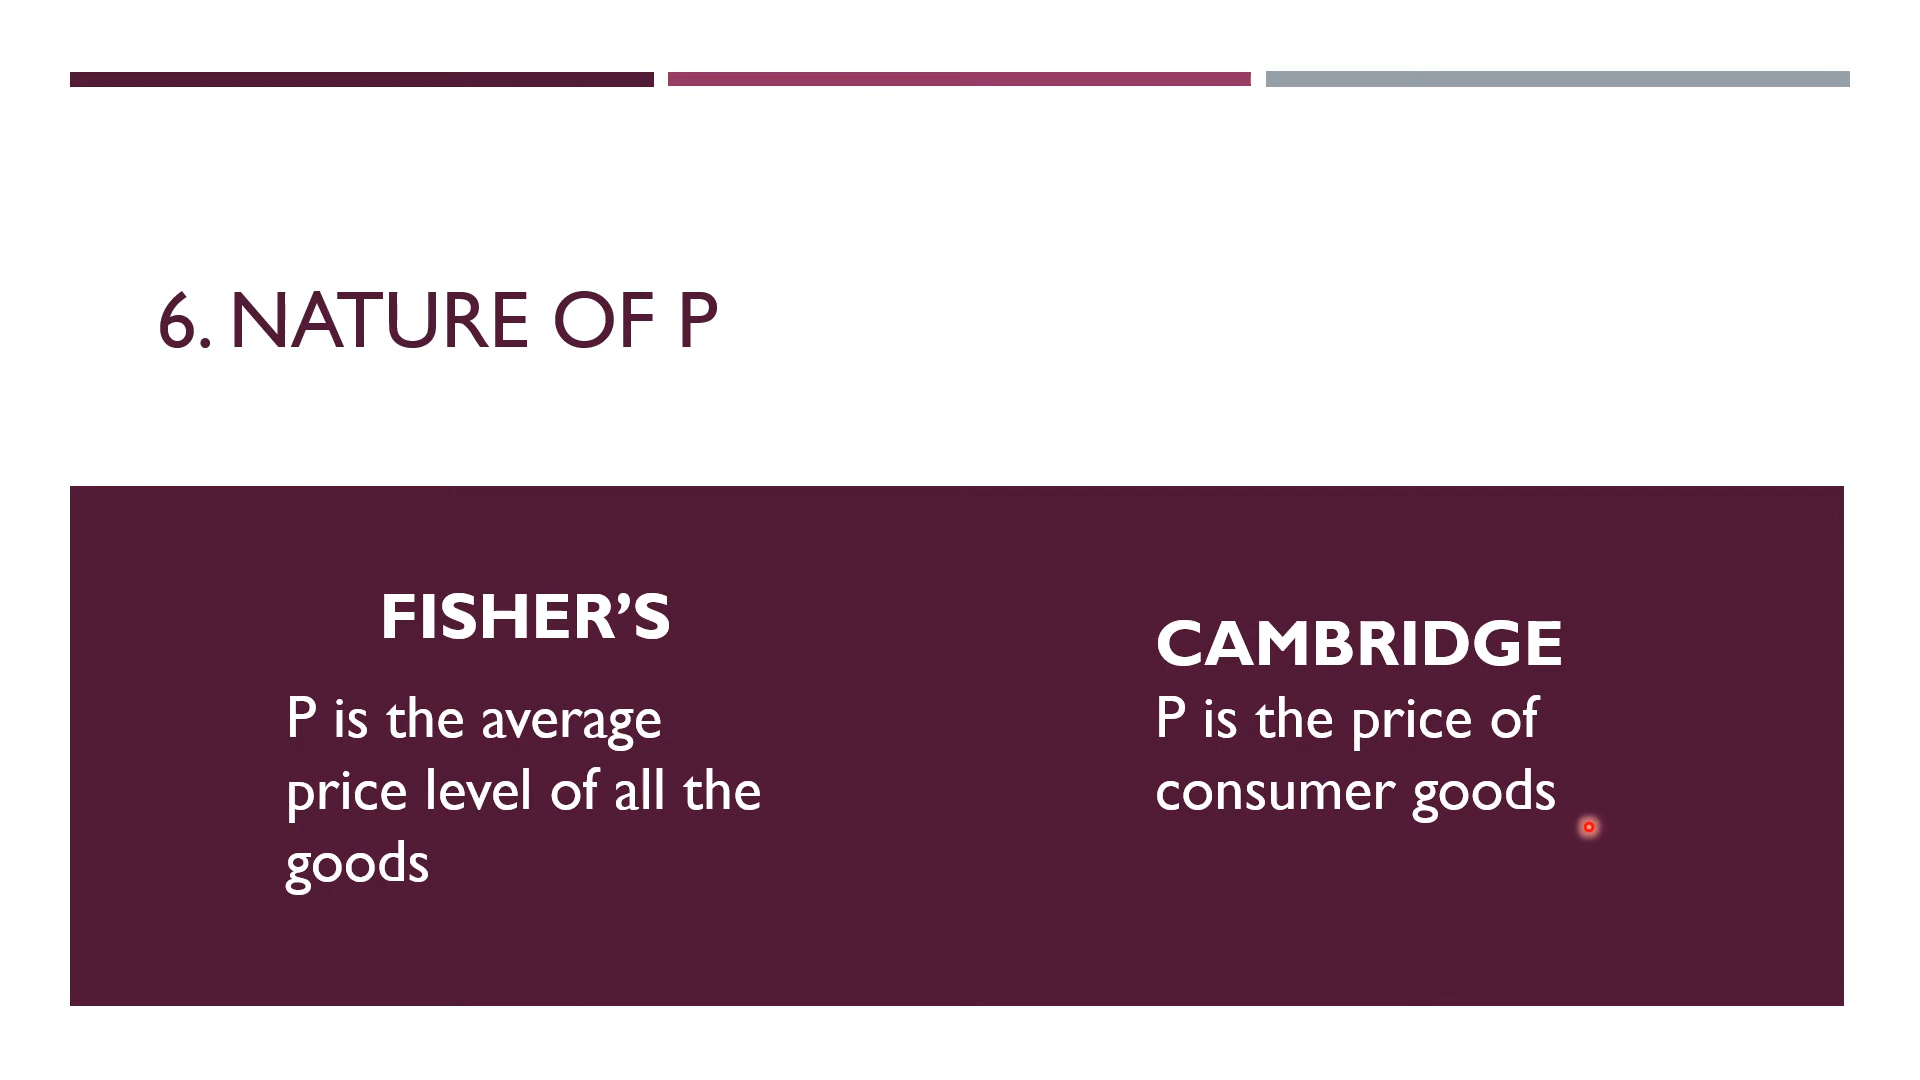 6. NATURE OF P
FISHER’S
P is the average
price level of all the
goods
CAMBRIDGE
P is the price of
consumer goods